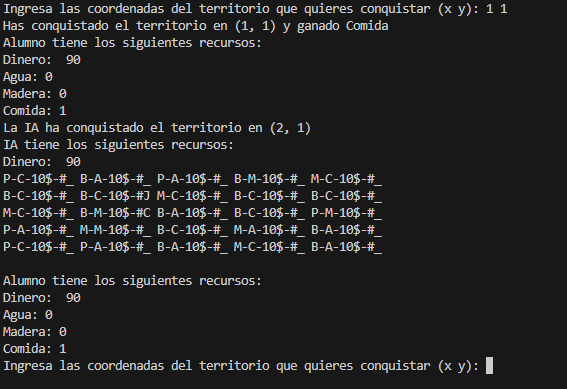 Ingresa las coordenadas del territorio que quieres conquistar (x y): 1 1
Has conquistado el territorio en (1, 1) y ganado Comida
Alumno tiene los siguientes recursos:
Dinero:  90
Agua: 0
Madera: 0
Comida: 1
La IA ha conquistado el territorio en (2, 1)
IA tiene los siguientes recursos:
Dinero:  90
P-C-10$-#_ B-A-10$-#_ P-A-10$-#_ B-M-10$-#_ M-C-10$-#_
B-C-10$-#_ B-C-10$-#J M-C-10$-#_ B-C-10$-#_ B-C-10$-#_
M-C-10$-#_ B-M-10$-#C B-A-10$-#_ B-C-10$-#_ P-M-10$-#_
P-A-10$-#_ M-M-10$-#_ B-C-10$-#_ M-A-10$-#_ B-A-10$-#_
P-C-10$-#_ P-A-10$-#_ B-A-10$-#_ M-C-10$-#_ B-A-10$-#_
Alumno tiene los siguientes recursos:
Dinero:  90
Agua: 0
Madera: 0
Comida: 1
Ingresa las coordenadas del territorio que quieres conquistar (x y):